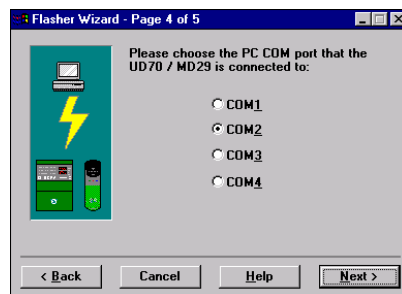 Flasher Wizard - Page 4 of 5
Please choose the PC COM port that the
UD70 / MD29 is connected to:
COM1
COM2
COM3
COM4
< Back Cancel Help Next >